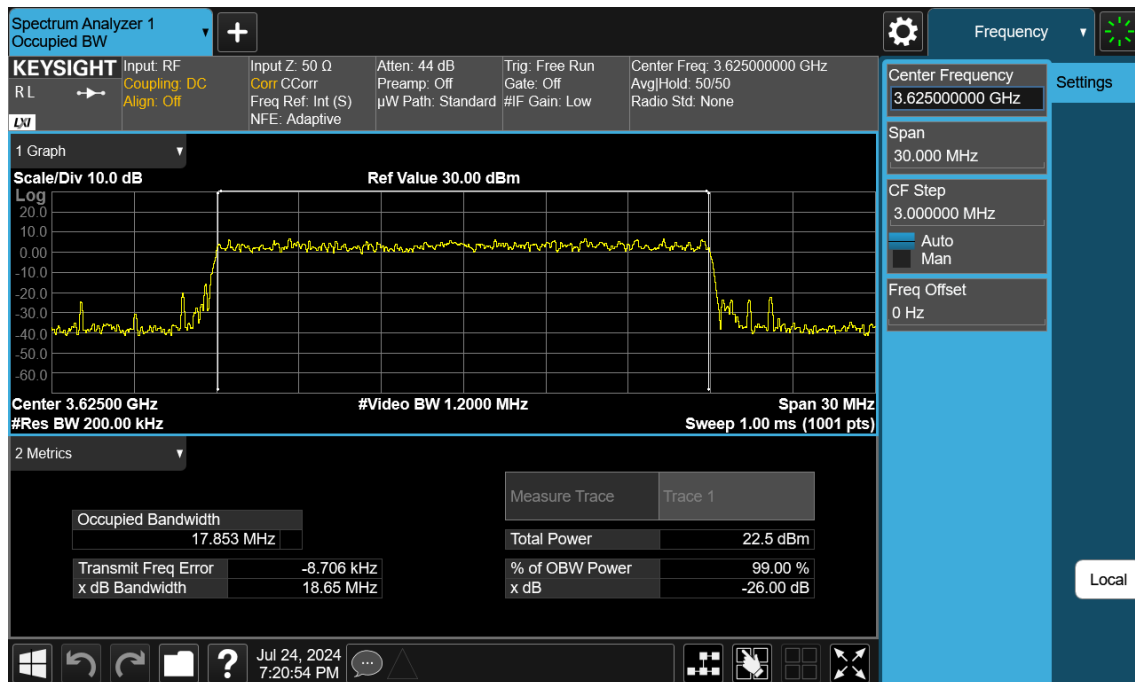 Spectrum Analyzer 1
Occupied BW
Frequency
KEYSIGHT
R L
LXI
Input: RF
Coupling: DC
Align: Off
Input Z: 50 Ω
Corr CCorr
Freq Ref: Int (S)
NFE: Adaptive
Atten: 44 dB
Preamp: Off
µW Path: Standard
Trig: Free Run
Gate: Off
#IF Gain: Low
Center Freq: 3.625000000 GHz
Avg|Hold: 50/50
Radio Std: None
Center Frequency
3.625000000 GHz
Settings
Span
30.000 MHz
CF Step
3.000000 MHz
Auto
Man
Freq Offset
0 Hz
Local
1 Graph
Scale/Div 10.0 dB
Ref Value 30.00 dBm
Log
20.0
10.0
0.00
-10.0
-20.0
-30.0
-40.0
-50.0
-60.0
Center 3.62500 GHz
#Video BW 1.2000 MHz
Span 30 MHz
#Res BW 200.00 kHz
Sweep 1.00 ms (1001 pts)
2 Metrics
Measure Trace Trace 1
Occupied Bandwidth
17.853 MHz
Total Power 22.5 dBm
Transmit Freq Error -8.706 kHz
% of OBW Power 99.00 %
x dB Bandwidth 18.65 MHz
x dB -26.00 dB
?
Jul 24, 2024
7:20:54 PM